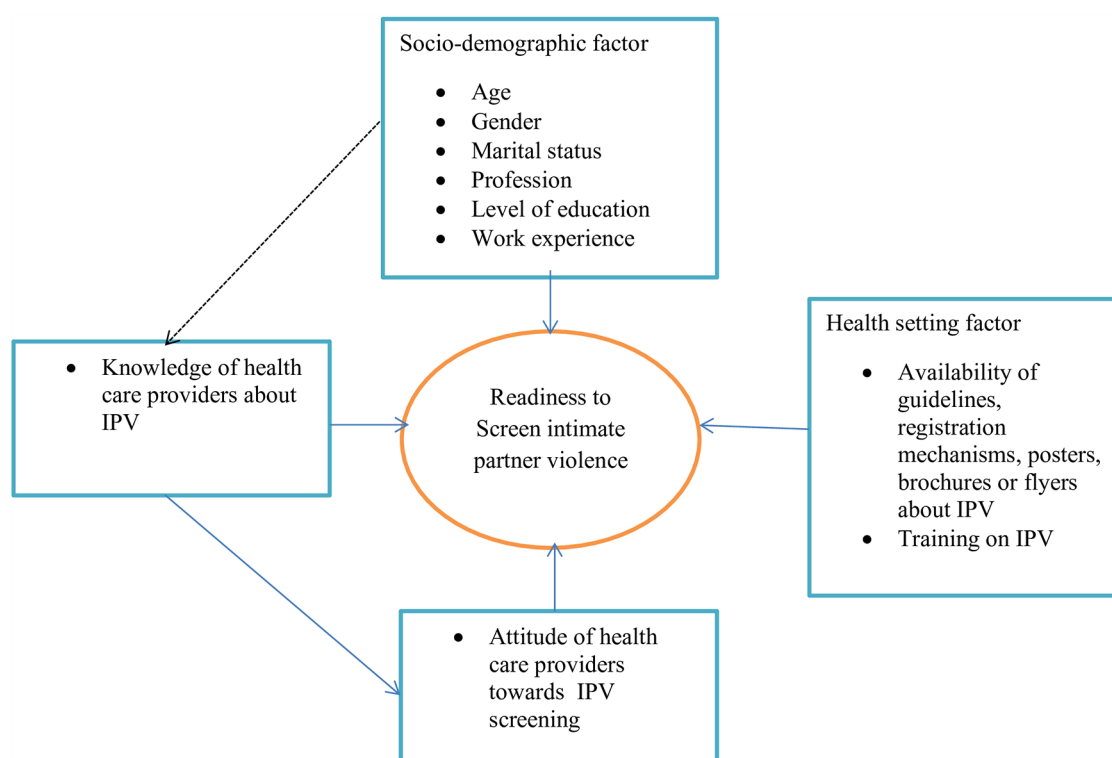 Socio-demographic factor
• Age
• Gender
• Marital status
• Profession
• Level of education
• Work experience
• Knowledge of health
care providers about
IPV
Readiness to
Screen intimate
partner violence
Health setting factor
• Availability of
guidelines,
registration
mechanisms, posters,
brochures or flyers
about IPV
• Training on IPV
• Attitude of health
care providers
towards IPV
screening